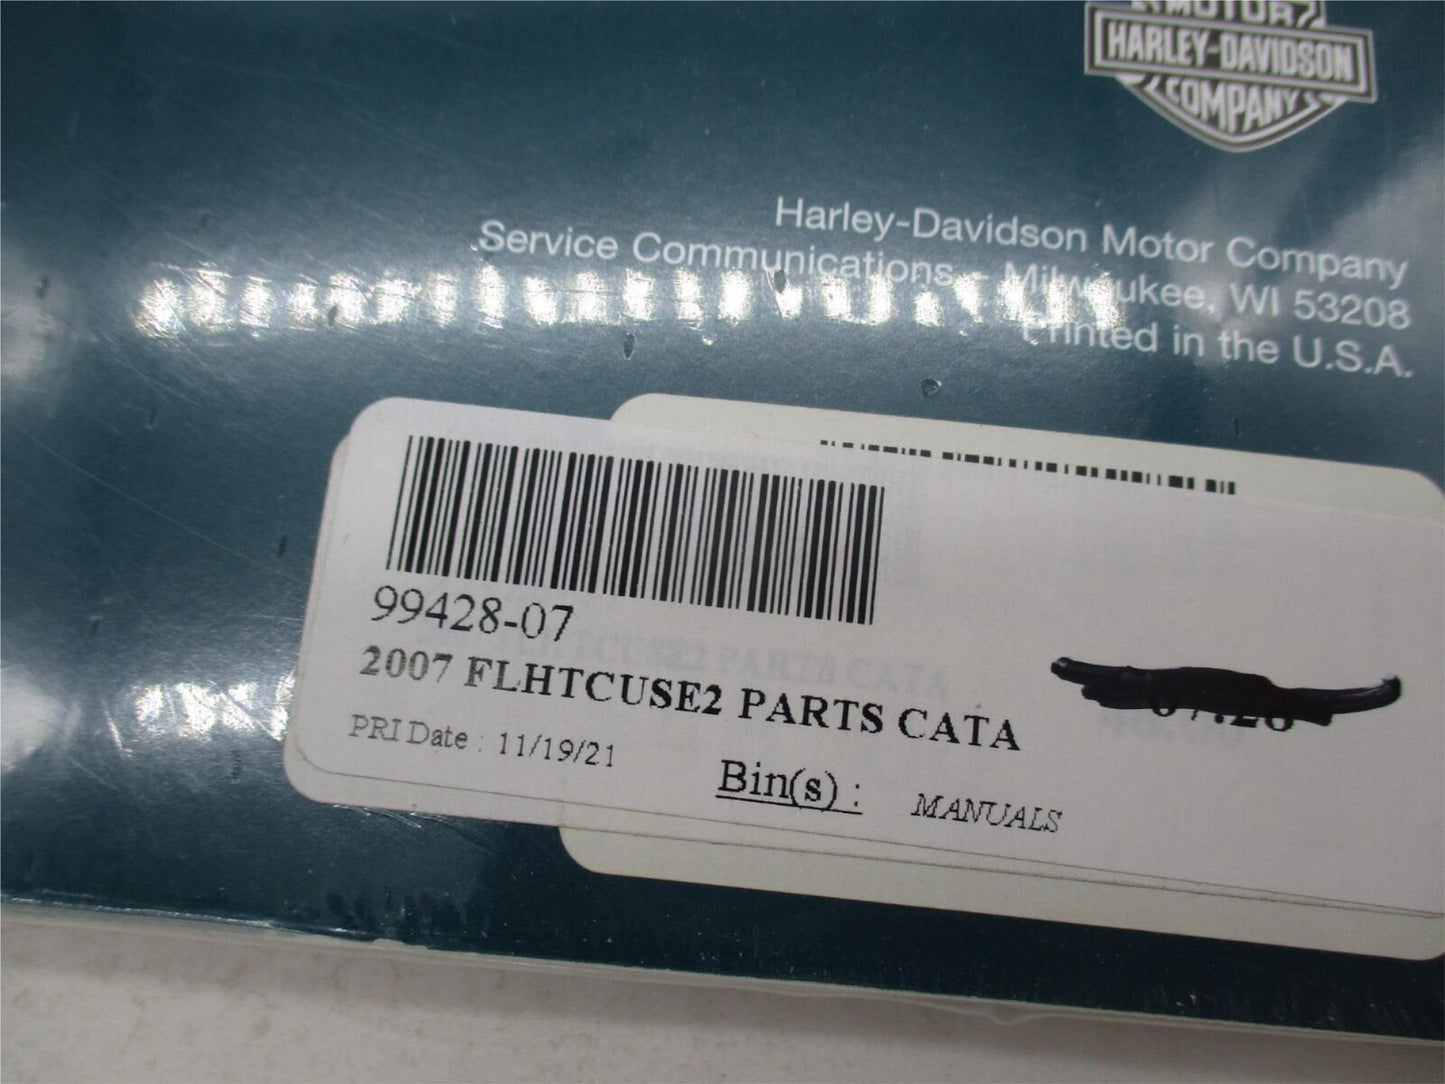 MOTOR
HARLEY-DAVIDSON
COMPANY
Harley-Davidson Motor Company
Service Communications - Milwaukee, WI 53208
Printed in the U.S.A.
99428-07
2007 FLHTCUSE2 PARTS CATA
PRI Date : 11/19/21
Bin(s) : MANUALS